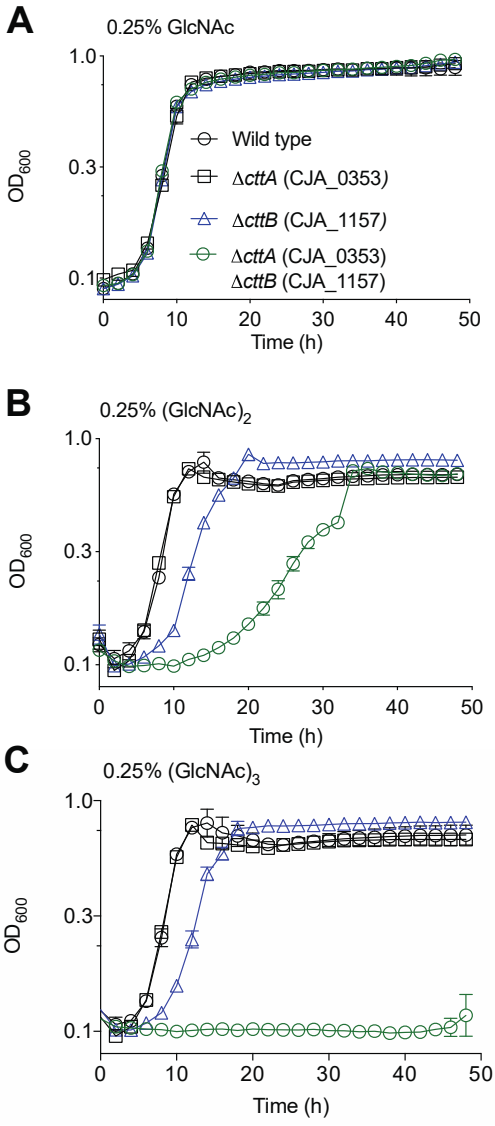 A
0.25% GlcNAc
1.0
0.3
0.1
OD600
Wild type
ΔcttA (CJA_0353)
ΔcttB (CJA_1157)
ΔcttA (CJA_0353)
ΔcttB (CJA_1157)
0 10 20 30 40 50
Time (h)
B
0.25% (GlcNAc)2
1.0
0.3
0.1
OD600
0 10 20 30 40 50
Time (h)
C
0.25% (GlcNAc)3
1.0
0.3
0.1
OD600
0 10 20 30 40 50
Time (h)